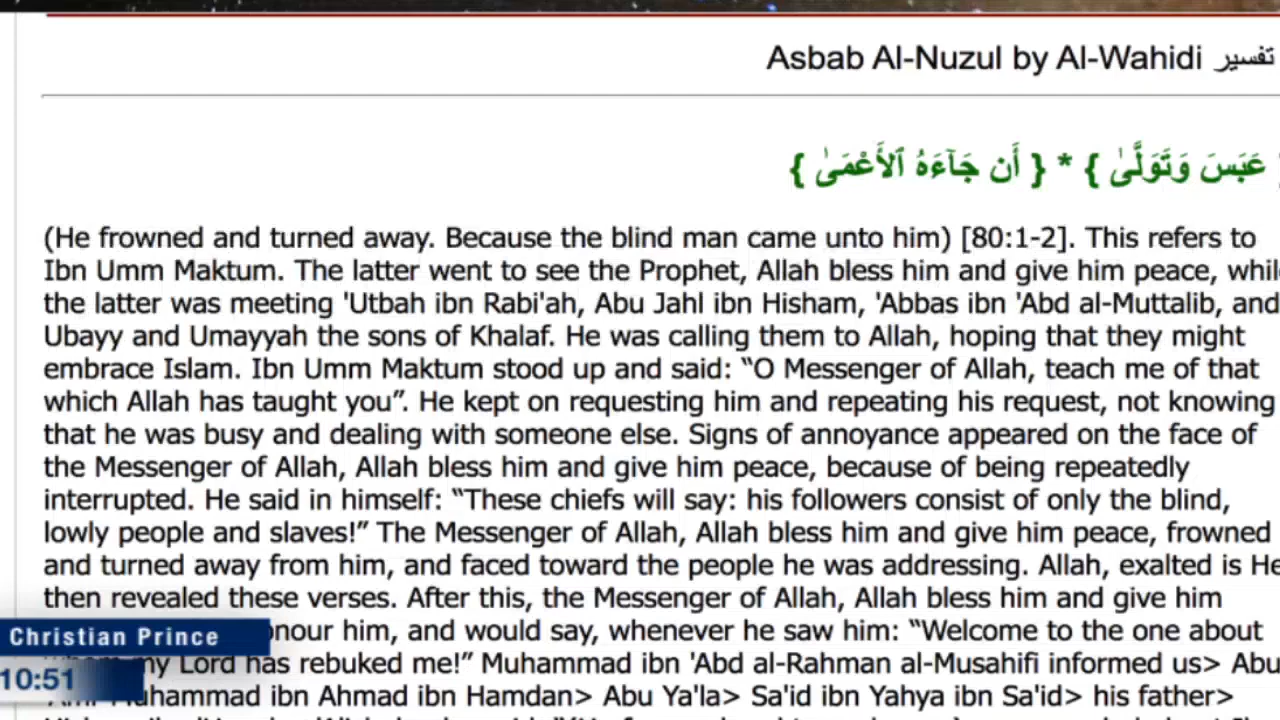 Asbab Al-Nuzul by Al-Wahidi تفسير
عَبَسَ وَتَوَلَّىٰ } * { أَن جَآءَهُ ٱلأَعْمَىٰ }
(He frowned and turned away. Because the blind man came unto him) [80:1-2]. This refers to
Ibn Umm Maktum. The latter went to see the Prophet, Allah bless him and give him peace,
the latter was meeting 'Utbah ibn Rabi'ah, Abu Jahl ibn Hisham, 'Abbas ibn 'Abd al-Muttalib, and
Ubayy and Umayyah the sons of Khalaf. He was calling them to Allah, hoping that they might
embrace Islam. Ibn Umm Maktum stood up and said: “O Messenger of Allah, teach me of that
which Allah has taught you”. He kept on requesting him and repeating his request, not knowing
that he was busy and dealing with someone else. Signs of annoyance appeared on the face of
the Messenger of Allah, Allah bless him and give him peace, because of being repeatedly
interrupted. He said in himself: “These chiefs will say: his followers consist of only the blind,
lowly people and slaves!” The Messenger of Allah, Allah bless him and give him peace, frowned
and turned away from him, and faced toward the people he was addressing. Allah, exalted is He
then revealed these verses. After this, the Messenger of Allah, Allah bless him and give him
him, and would say, whenever he saw him: “Welcome to the one about
my Lord has rebuked me!” Muhammad ibn 'Abd al-Rahman al-Musahifi informed us> Abu
Muhammad ibn Ahmad ibn Hamdan> Abu Ya'la> Sa'id ibn Yahya ibn Sa'id> his father>
Christian Prince
10:51